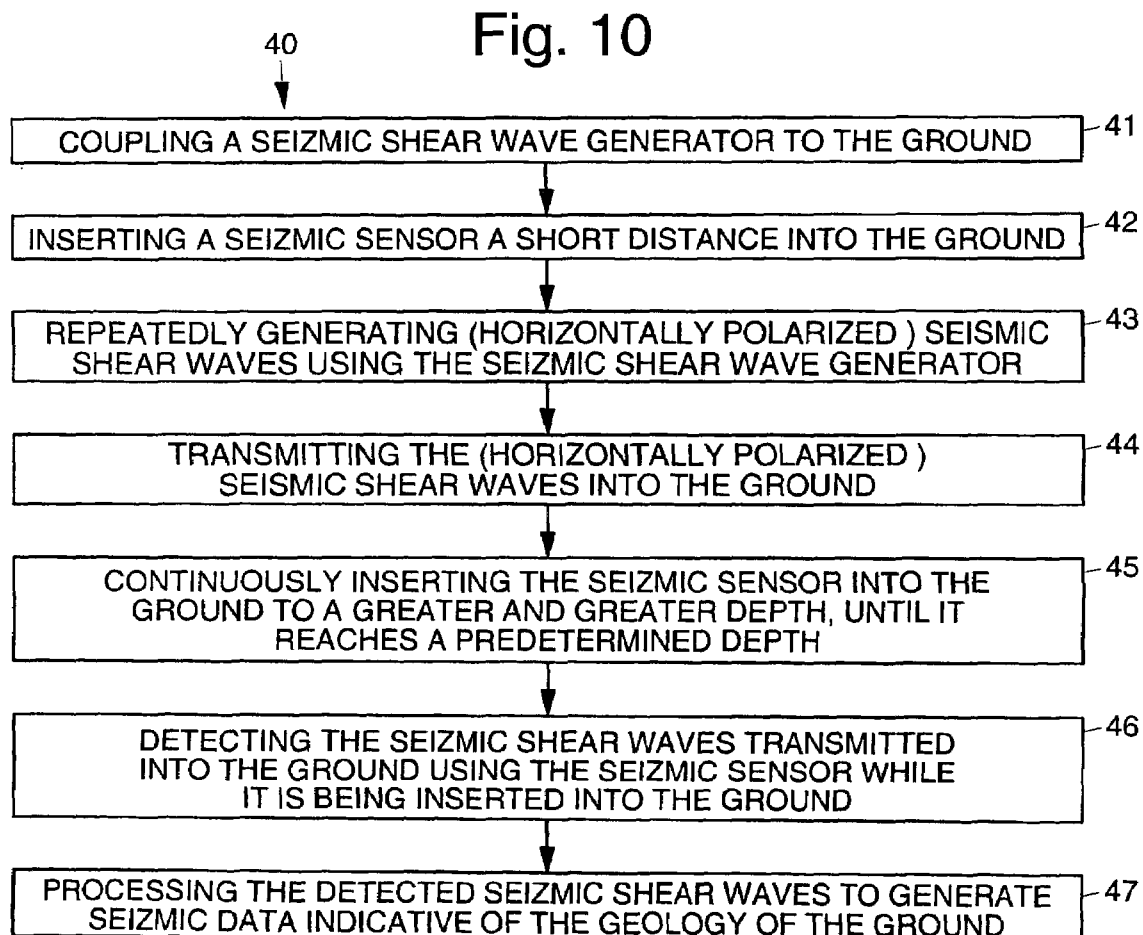 Fig. 10
40
COUPLING A SEIZMIC SHEAR WAVE GENERATOR TO THE GROUND
41
INSERTING A SEIZMIC SENSOR A SHORT DISTANCE INTO THE GROUND
42
REPEATEDLY GENERATING (HORIZONTALLY POLARIZED ) SEISMIC
SHEAR WAVES USING THE SEIZMIC SHEAR WAVE GENERATOR
43
TRANSMITTING THE (HORIZONTALLY POLARIZED )
SEISMIC SHEAR WAVES INTO THE GROUND
44
CONTINUOUSLY INSERTING THE SEIZMIC SENSOR INTO THE
GROUND TO A GREATER AND GREATER DEPTH, UNTIL IT
REACHES A PREDETERMINED DEPTH
45
DETECTING THE SEIZMIC SHEAR WAVES TRANSMITTED
INTO THE GROUND USING THE SEIZMIC SENSOR WHILE
IT IS BEING INSERTED INTO THE GROUND
46
PROCESSING THE DETECTED SEIZMIC SHEAR WAVES TO GENERATE
SEIZMIC DATA INDICATIVE OF THE GEOLOGY OF THE GROUND
47